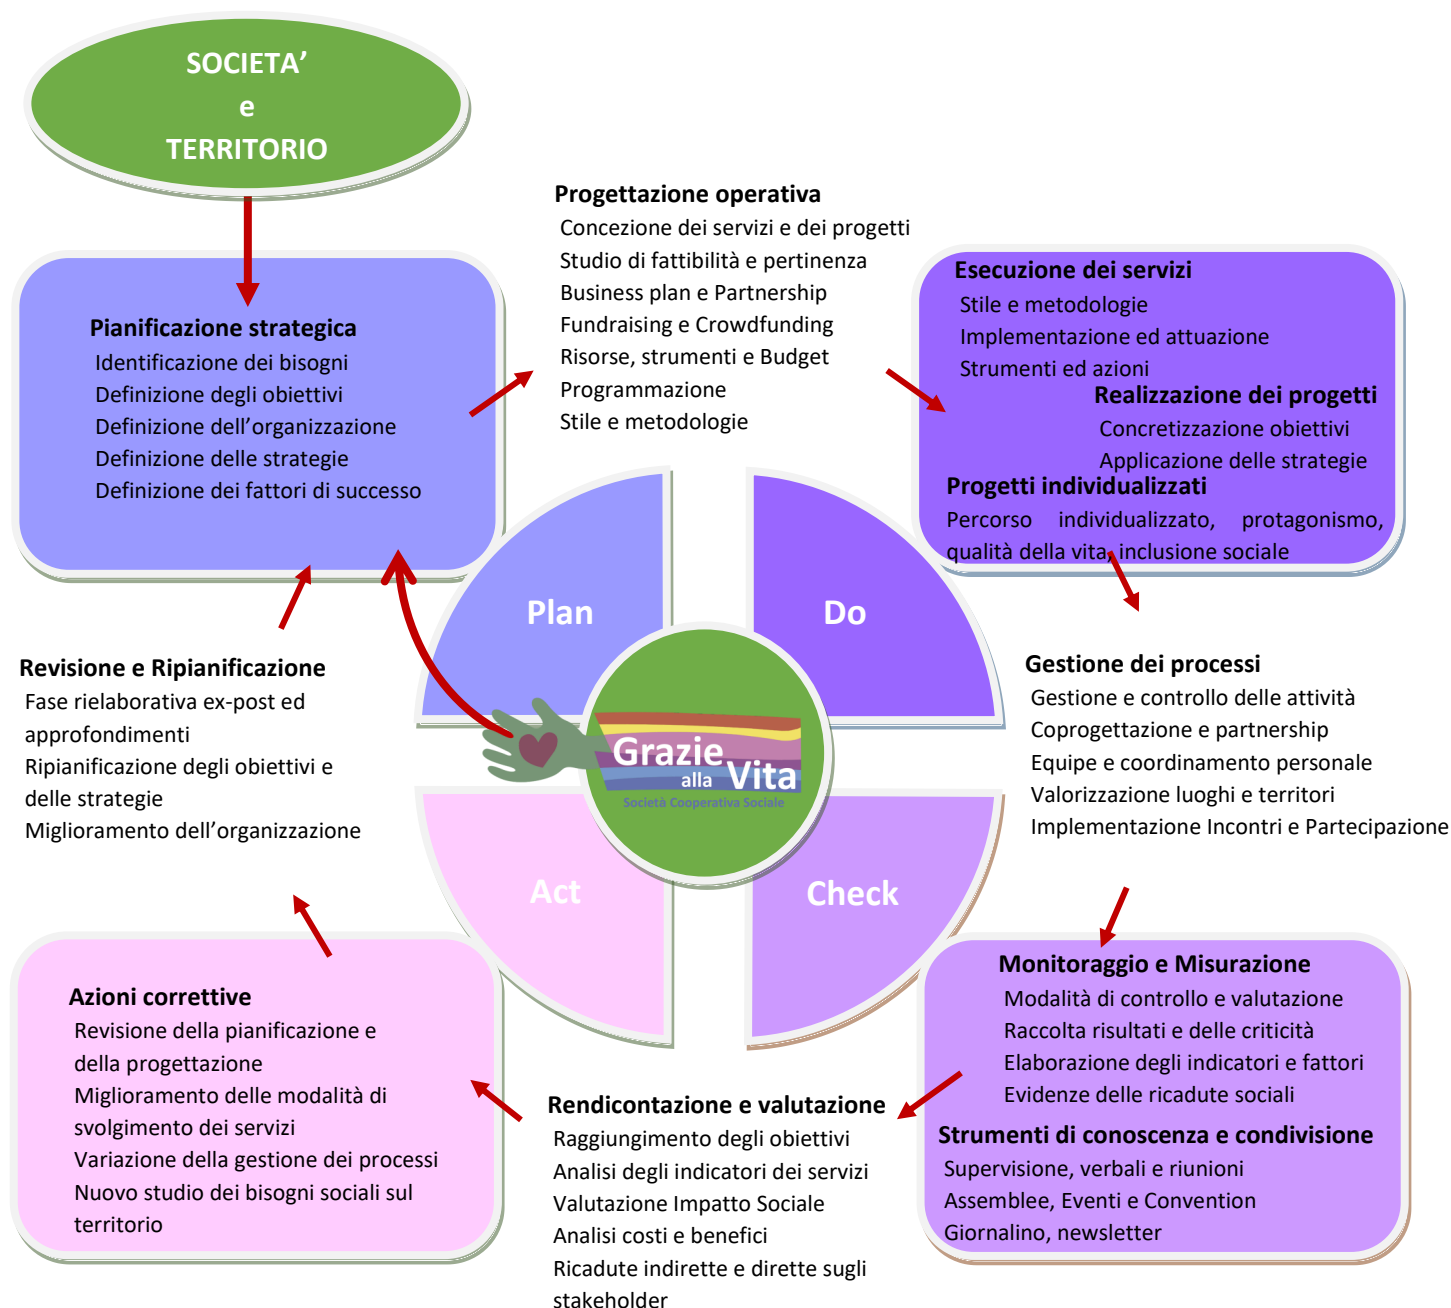 SOCIETA’
e
TERRITORIO
Pianificazione strategica
Identificazione dei bisogni
Definizione degli obiettivi
Definizione dell’organizzazione
Definizione delle strategie
Definizione dei fattori di successo
Progettazione operativa
Concezione dei servizi e dei progetti
Studio di fattibilità e pertinenza
Business plan e Partnership
Fundraising e Crowdfunding
Risorse, strumenti e Budget
Programmazione
Stile e metodologie
Esecuzione dei servizi
Stile e metodologie
Implementazione ed attuazione
Strumenti ed azioni
Realizzazione dei progetti
Concretizzazione obiettivi
Applicazione delle strategie
Progetti individualizzati
Percorso individualizzato, protagonismo,
qualità della vita, inclusione sociale
Plan
Do
Grazie
alla Vita
Società Cooperativa Sociale
Act
Check
Gestione dei processi
Gestione e controllo delle attività
Coprogettazione e partnership
Equipe e coordinamento personale
Valorizzazione luoghi e territori
Implementazione Incontri e Partecipazione
Monitoraggio e Misurazione
Modalità di controllo e valutazione
Raccolta risultati e delle criticità
Elaborazione degli indicatori e fattori
Evidenze delle ricadute sociali
Strumenti di conoscenza e condivisione
Supervisione, verbali e riunioni
Assemblee, Eventi e Convention
Giornalino, newsletter
Rendicontazione e valutazione
Raggiungimento degli obiettivi
Analisi degli indicatori dei servizi
Valutazione Impatto Sociale
Analisi costi e benefici
Ricadute indirette e dirette sugli
stakeholder
Azioni correttive
Revisione della pianificazione e
della progettazione
Miglioramento delle modalità di
svolgimento dei servizi
Variazione della gestione dei processi
Nuovo studio dei bisogni sociali sul
territorio
Revisione e Ripianificazione
Fase rielaborativa ex-post ed
approfondimenti
Ripianificazione degli obiettivi e
delle strategie
Miglioramento dell’organizzazione